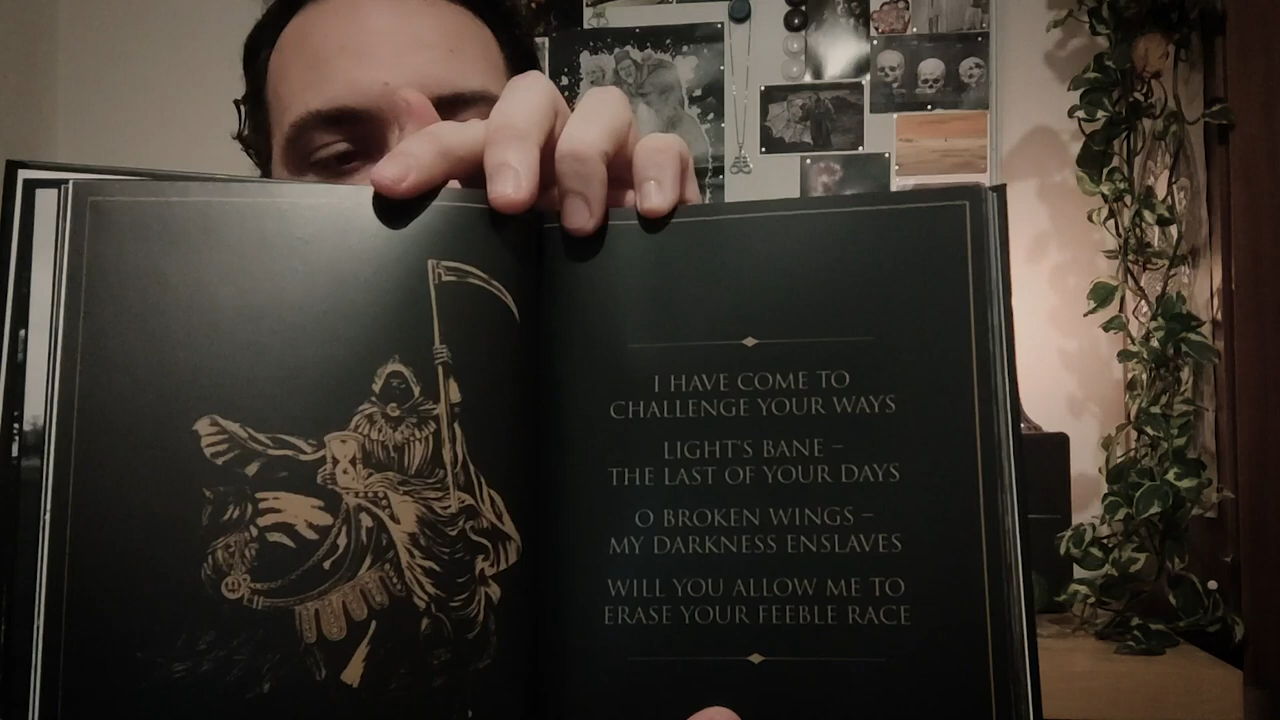 I HAVE COME TO
CHALLENGE YOUR WAYS
LIGHT'S BANE –
THE LAST OF YOUR DAYS
O BROKEN WINGS –
MY DARKNESS ENSLAVES
WILL YOU ALLOW ME TO
ERASE YOUR FEEBLE RACE